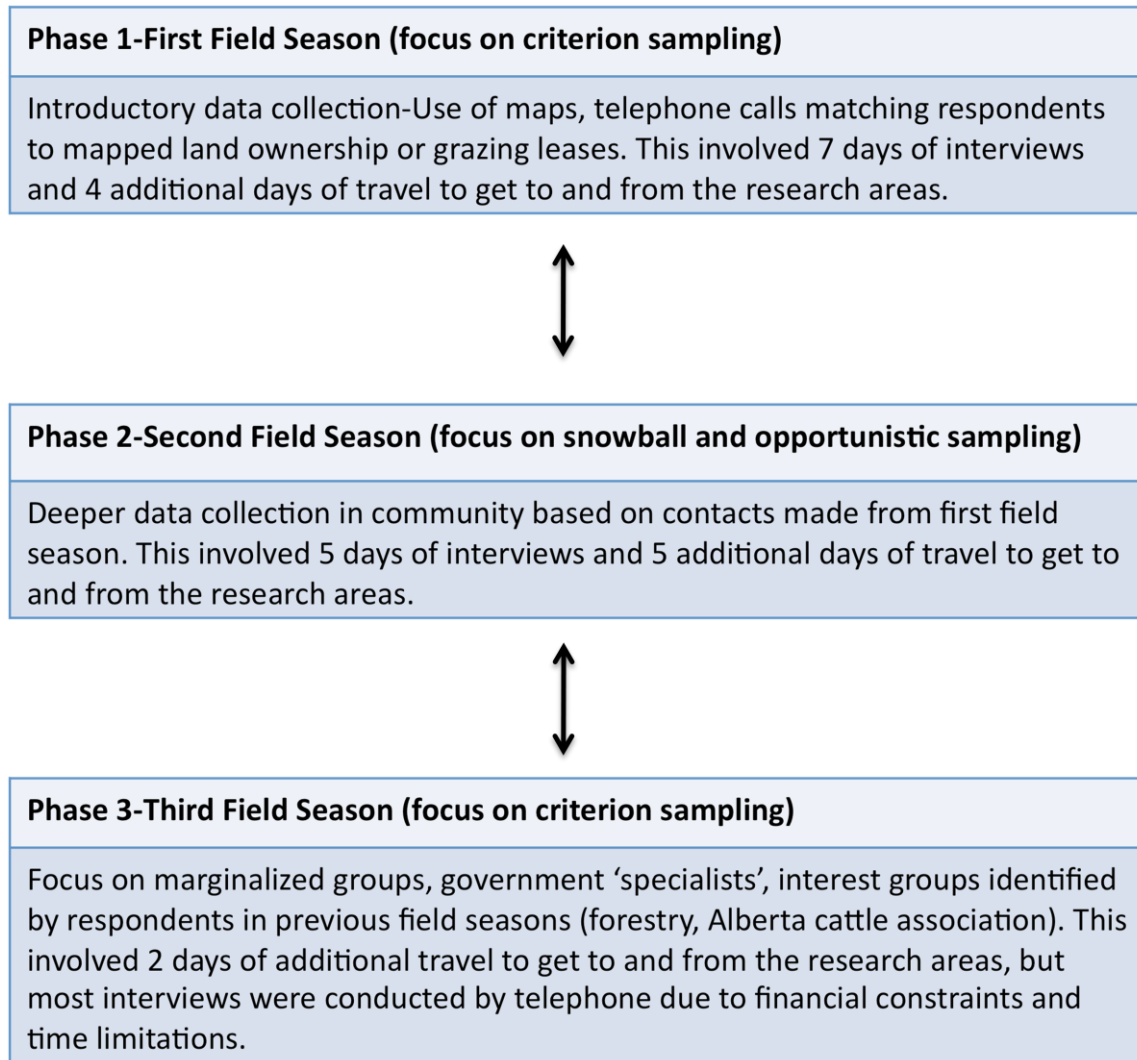 Phase 1-First Field Season (focus on criterion sampling)
Introductory data collection-Use of maps, telephone calls matching respondents
to mapped land ownership or grazing leases. This involved 7 days of interviews
and 4 additional days of travel to get to and from the research areas.
Phase 2-Second Field Season (focus on snowball and opportunistic sampling)
Deeper data collection in community based on contacts made from first field
season. This involved 5 days of interviews and 5 additional days of travel to get to
and from the research areas.
Phase 3-Third Field Season (focus on criterion sampling)
Focus on marginalized groups, government ‘specialists’, interest groups identified
by respondents in previous field seasons (forestry, Alberta cattle association). This
involved 2 days of additional travel to get to and from the research areas, but
most interviews were conducted by telephone due to financial constraints and
time limitations.